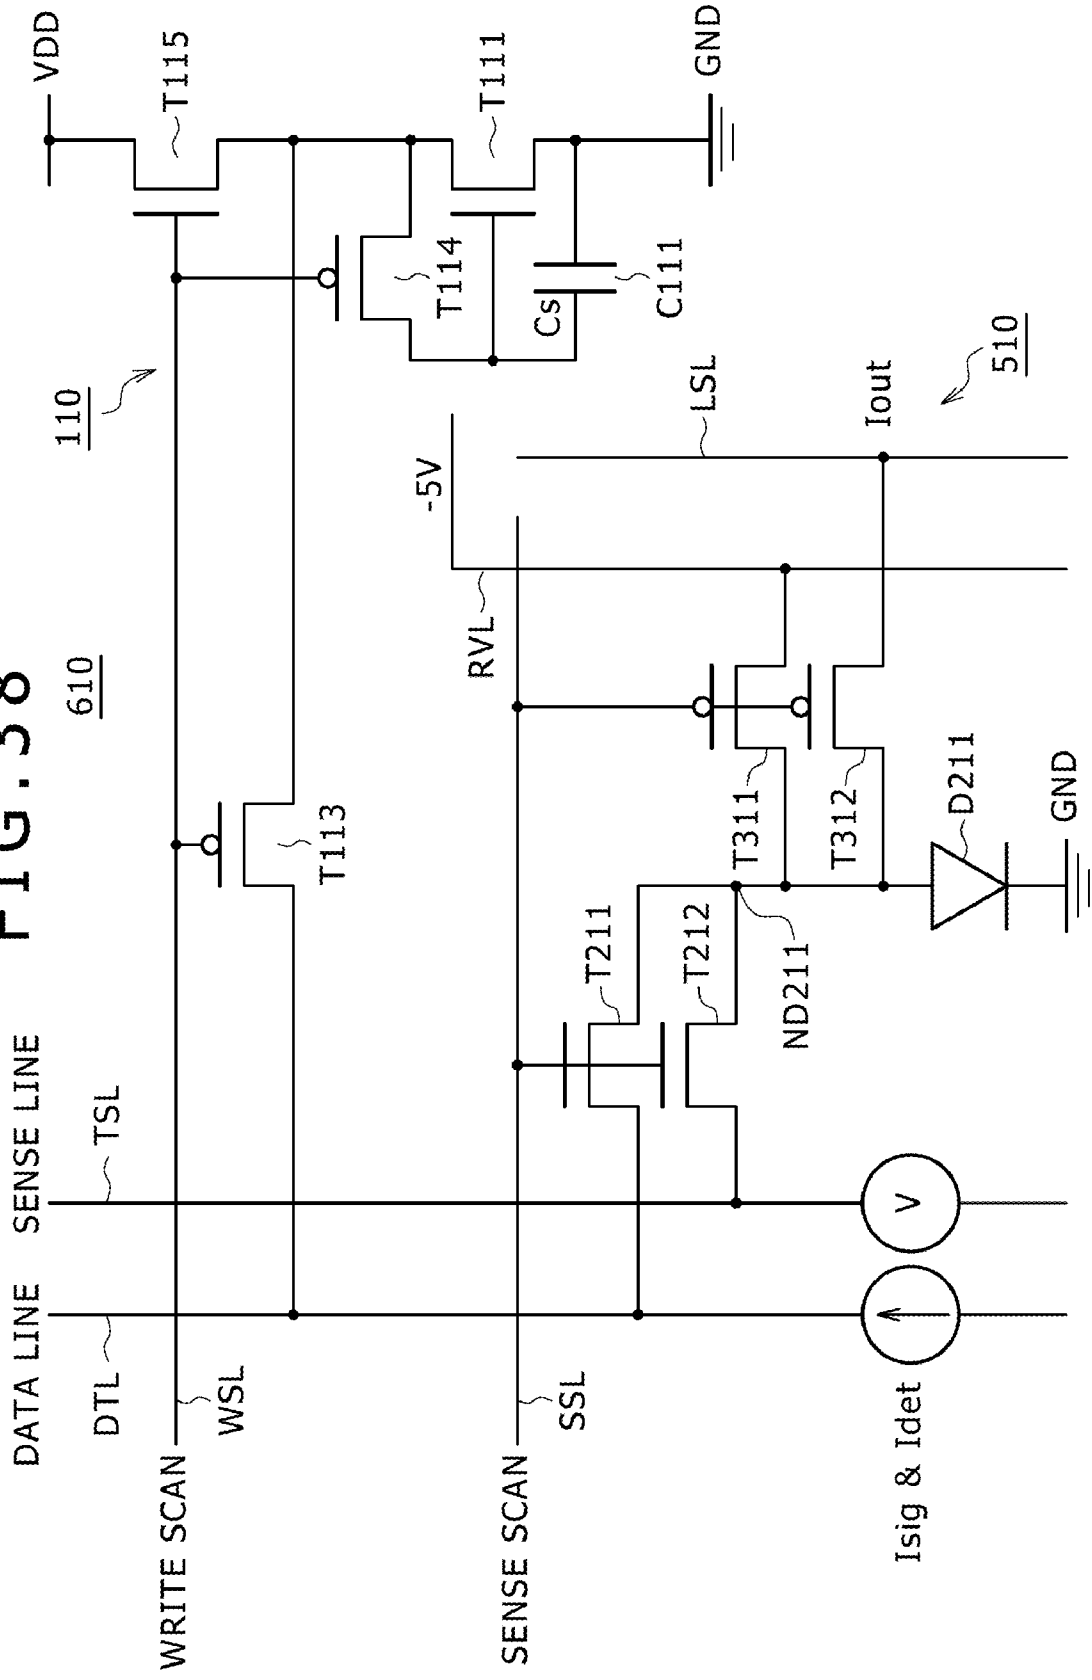 FIG.38
610
DATA LINE
SENSE LINE
DTL
TSL
WRITE SCAN
WSL
110
VDD
T115
T113
T114
T111
Cs
C111
GND
SENSE SCAN
SSL
RVL
-5V
LSL
T211
T212
ND211
T311
T312
Iout
510
D211
GND
Isig & Idet
V